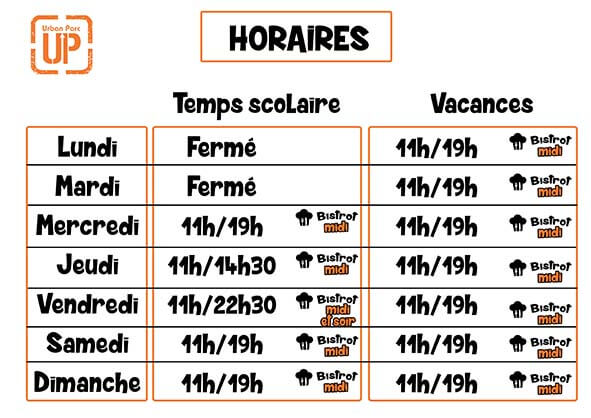 Urban Parc
UP
HORAIRES
Temps scolaire Vacances
Lundi Fermé 11h/19h Bistrot midi
Mardi Fermé 11h/19h Bistrot midi
Mercredi 11h/19h Bistrot midi 11h/19h Bistrot midi
Jeudi 11h/14h30 Bistrot midi 11h/19h Bistrot midi
Vendredi 11h/22h30 Bistrot midi et soir 11h/19h Bistrot midi
Samedi 11h/19h Bistrot midi 11h/19h Bistrot midi
Dimanche 11h/19h Bistrot midi 11h/19h Bistrot midi